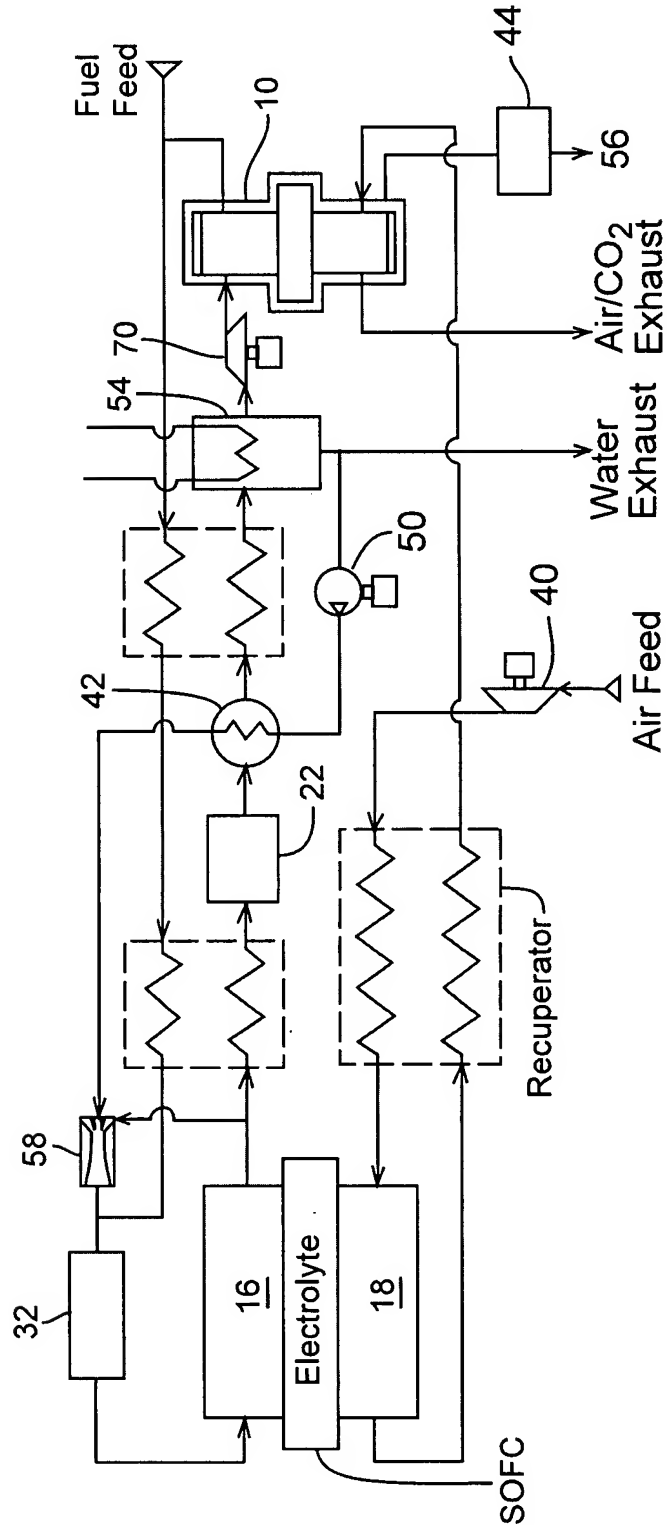 Fuel
Feed
10
44
56
70
54
Air/CO2
Exhaust
Water
Exhaust
50
42
40
Air Feed
22
Recuperator
58
32
16
Electrolyte
18
SOFC